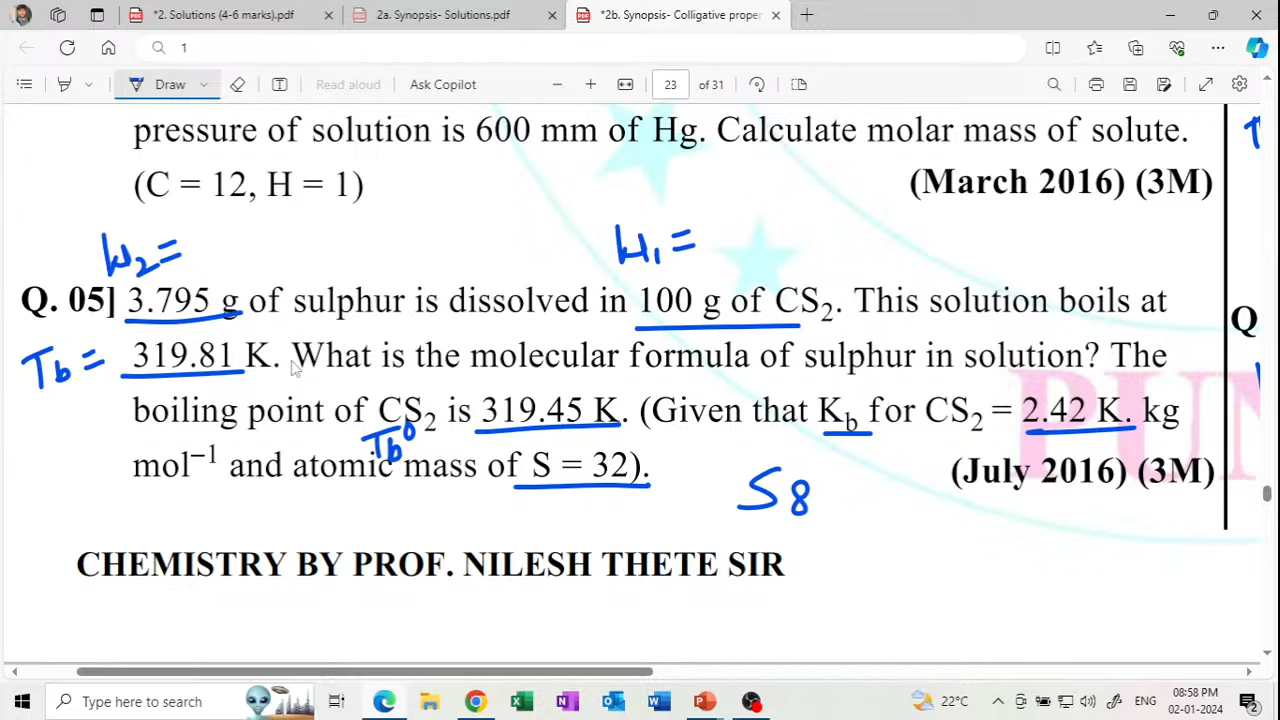 *2. Solutions (4-6 marks).pdf
2a. Synopsis- Solutions.pdf
*2b. Synopsis- Colligative proper
1
Draw
Read aloud
Ask Copilot
23 of 31
pressure of solution is 600 mm of Hg. Calculate molar mass of solute.
(C = 12, H = 1)
(March 2016) (3M)
W₂ =
W₁ =
Q. 05] 3.795 g of sulphur is dissolved in 100 g of CS₂. This solution boils at
Q
Tb =
319.81 K. What is the molecular formula of sulphur in solution? The
boiling point of CS₂ is 319.45 K. (Given that Kb for CS₂ = 2.42 K. kg
Tb⁰
mol⁻¹ and atomic mass of S = 32).
(July 2016) (3M)
S8
CHEMISTRY BY PROF. NILESH THETE SIR
Type here to search
22°C
ENG
08:58 PM
02-01-2024
2